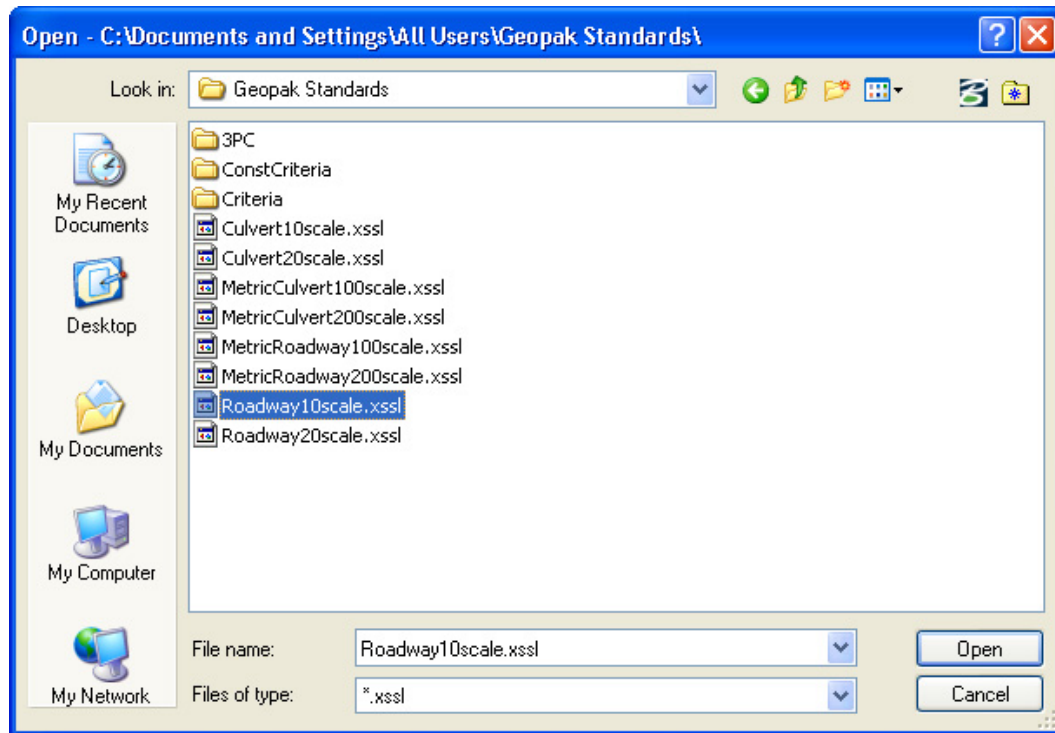 Open - C:\Documents and Settings\All Users\Geopak Standards\
Look in: Geopak Standards
My Recent
Documents
Desktop
My Documents
My Computer
My Network
3PC
ConstCriteria
Criteria
Culvert10scale.xssl
Culvert20scale.xssl
MetricCulvert100scale.xssl
MetricCulvert200scale.xssl
MetricRoadway100scale.xssl
MetricRoadway200scale.xssl
Roadway10scale.xssl
Roadway20scale.xssl
File name: Roadway10scale.xssl Open
Files of type: *.xssl Cancel